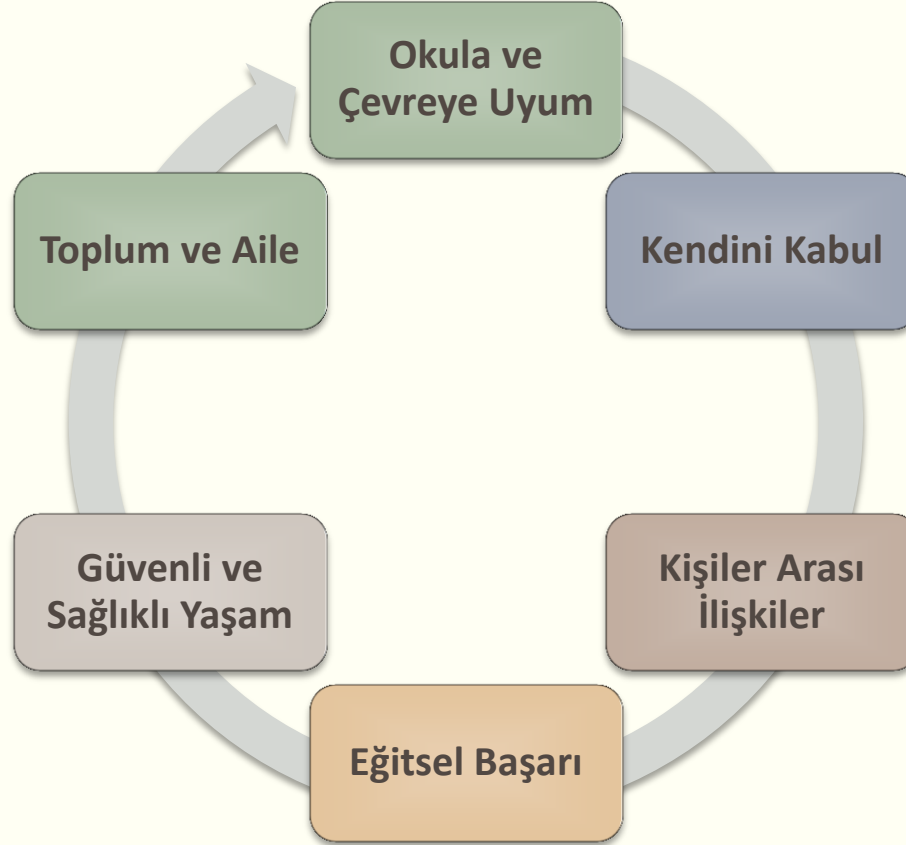 Okula ve
Çevreye Uyum
Kendini Kabul
Kişiler Arası
İlişkiler
Eğitsel Başarı
Güvenli ve
Sağlıklı Yaşam
Toplum ve Aile